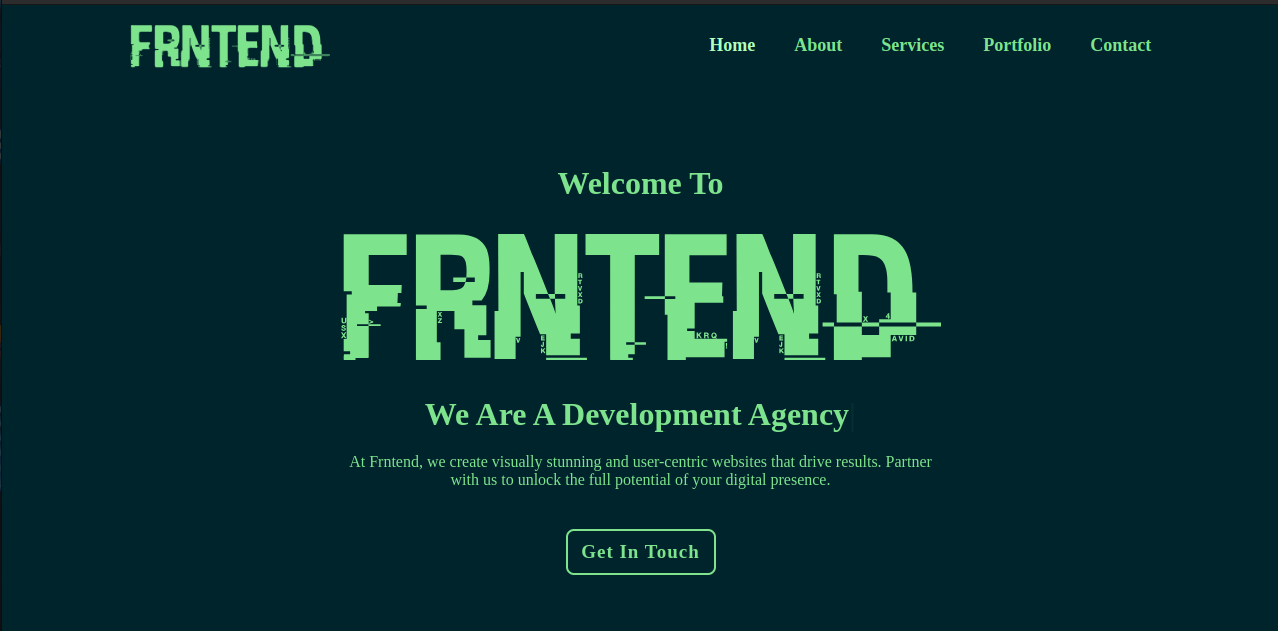 FRNTEND
Home About Services Portfolio Contact
Welcome To
FRNTEND
We Are A Development Agency
At Frntend, we create visually stunning and user-centric websites that drive results. Partner
with us to unlock the full potential of your digital presence.
Get In Touch